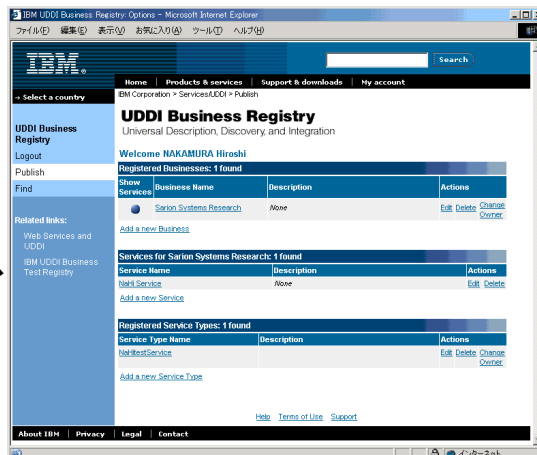 IBM UDDI Business Registry: Options - Microsoft Internet Explorer
ファイル(F) 編集(E) 表示(V) お気に入り(A) ツール(T) ヘルプ(H)
IBM®
Search
Home | Products & services | Support & downloads | My account
→ Select a country
IBM Corporation > Services/UDDI > Publish
UDDI Business Registry
Universal Description, Discovery, and Integration
UDDI Business
Registry
Logout
Publish
Find
Related links:
Web Services and
UDDI
IBM UDDI Business
Test Registry
Welcome NAKAMURA Hiroshi
Registered Businesses: 1 found
Show Services Business Name Description Actions
Sarion Systems Research None Edit Delete Change Owner
Add a new Business
Services for Sarion Systems Research: 1 found
Service Name Description Actions
NaHi Service None Edit Delete
Add a new Service
Registered Service Types: 1 found
Service Type Name Description Actions
NaHitestService Edit Delete Change Owner
Add a new Service Type
Help Terms of Use Support
About IBM | Privacy | Legal | Contact
インターネット